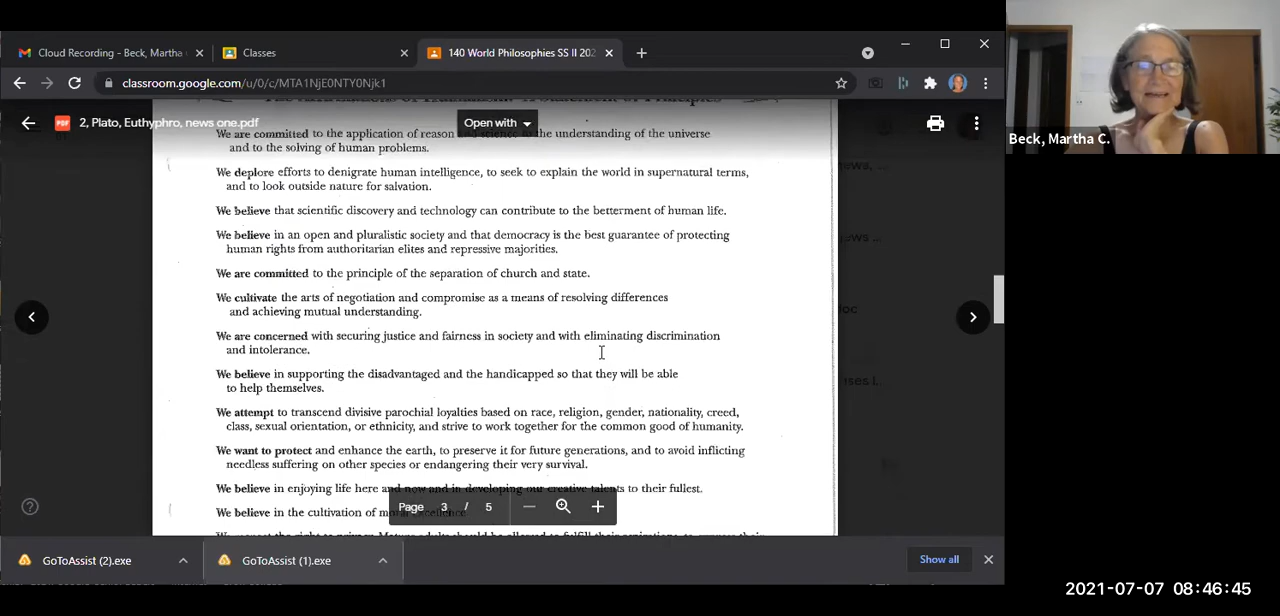 Cloud Recording - Beck, Martha
Classes
140 World Philosophies SS II 202
classroom.google.com/u/0/c/MTA1NjE0NTY0Njk1
2, Plato, Euthyphro, news one.pdf
Open with
Beck, Martha C.
We are committed to the application of reason and science to the understanding of the universe
and to the solving of human problems.
We deplore efforts to denigrate human intelligence, to seek to explain the world in supernatural terms,
and to look outside nature for salvation.
We believe that scientific discovery and technology can contribute to the betterment of human life.
We believe in an open and pluralistic society and that democracy is the best guarantee of protecting
human rights from authoritarian elites and repressive majorities.
We are committed to the principle of the separation of church and state.
We cultivate the arts of negotiation and compromise as a means of resolving differences
and achieving mutual understanding.
We are concerned with securing justice and fairness in society and with eliminating discrimination
and intolerance.
We believe in supporting the disadvantaged and the handicapped so that they will be able
to help themselves.
We attempt to transcend divisive parochial loyalties based on race, religion, gender, nationality, creed,
class, sexual orientation, or ethnicity, and strive to work together for the common good of humanity.
We want to protect and enhance the earth, to preserve it for future generations, and to avoid inflicting
needless suffering on other species or endangering their very survival.
We believe in enjoying life here and now and in developing our creative talents to their fullest.
Page 3 / 5
We believe in the cultivation of moral excellence
GoToAssist (2).exe
GoToAssist (1).exe
Show all
2021-07-07 08:46:45